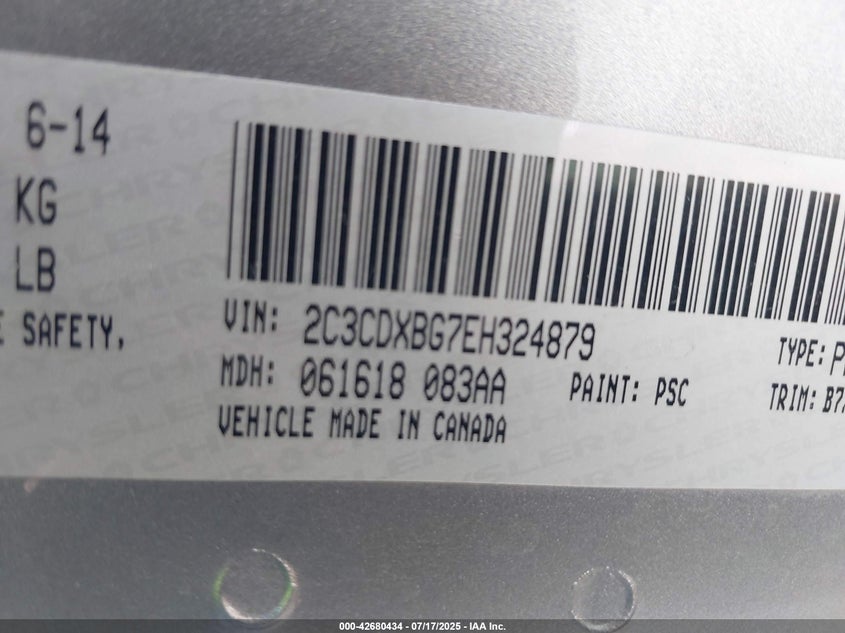 6-14
KG
LB
E SAFETY,
VIN: 2C3CDXBG7EH324879
TYPE:
MDH: 061618 083AA
PAINT: PSC
TRIM:
VEHICLE MADE IN CANADA
000-42680434 - 07/17/2025 - IAA Inc.